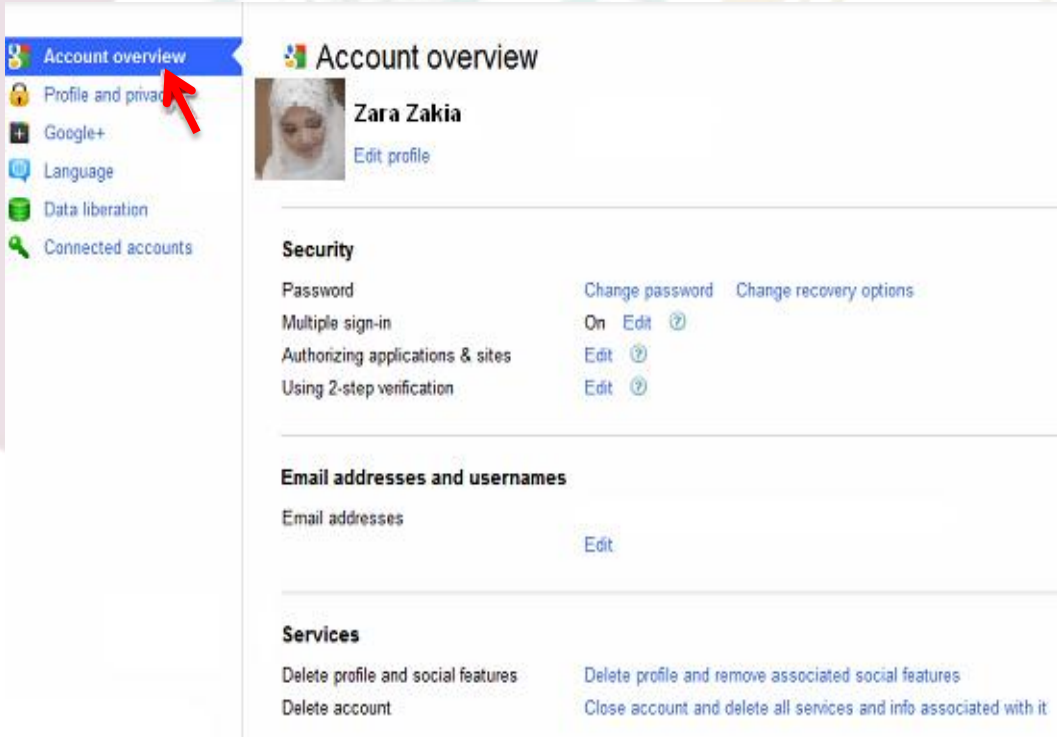 Account overview
Profile and privac
Google+
Language
Data liberation
Connected accounts
Account overview
Zara Zakia
Edit profile
Security
Password Change password Change recovery options
Multiple sign-in On Edit ?
Authorizing applications & sites Edit ?
Using 2-step verification Edit ?
Email addresses and usernames
Email addresses
Edit
Services
Delete profile and social features Delete profile and remove associated social features
Delete account Close account and delete all services and info associated with it